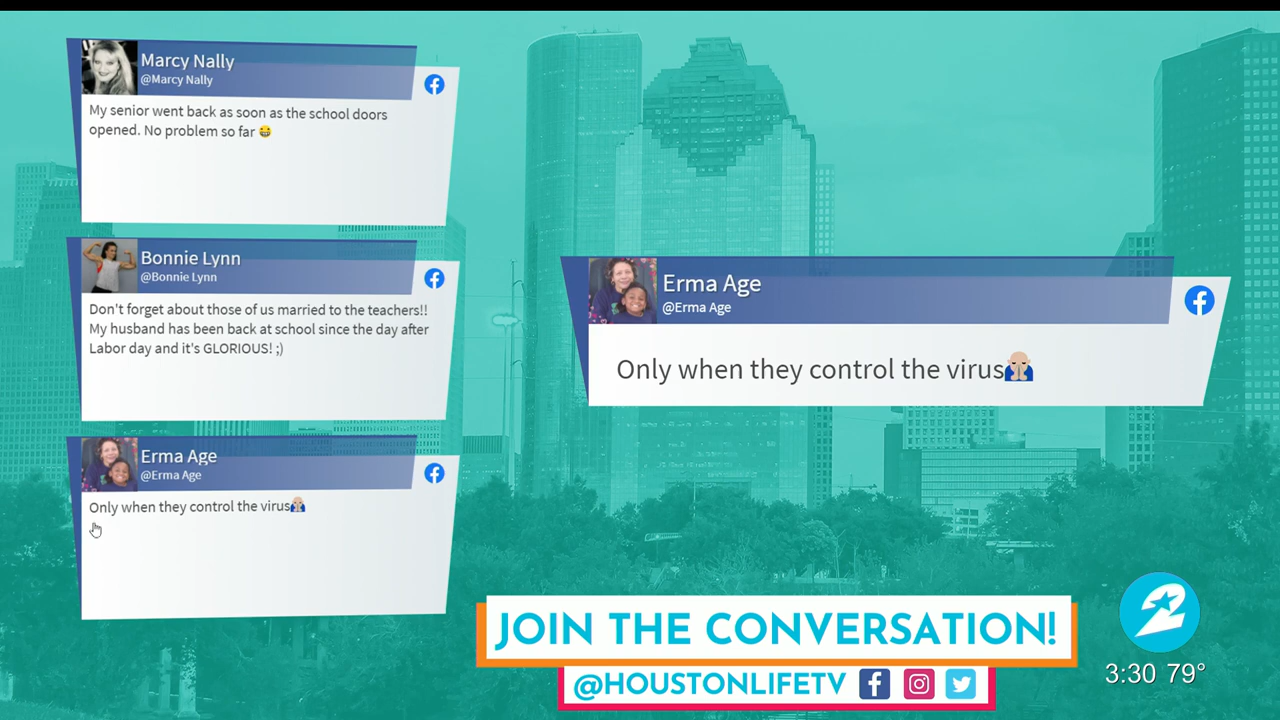 Marcy Nally
@Marcy Nally
My senior went back as soon as the school doors
opened. No problem so far 😂
Bonnie Lynn
@Bonnie Lynn
Don't forget about those of us married to the teachers!!
My husband has been back at school since the day after
Labor day and it's GLORIOUS! ;)
Erma Age
@Erma Age
Only when they control the virus🙏
Erma Age
@Erma Age
Only when they control the virus🙏
JOIN THE CONVERSATION!
@HOUSTONLIFETV
2
3:30 79°